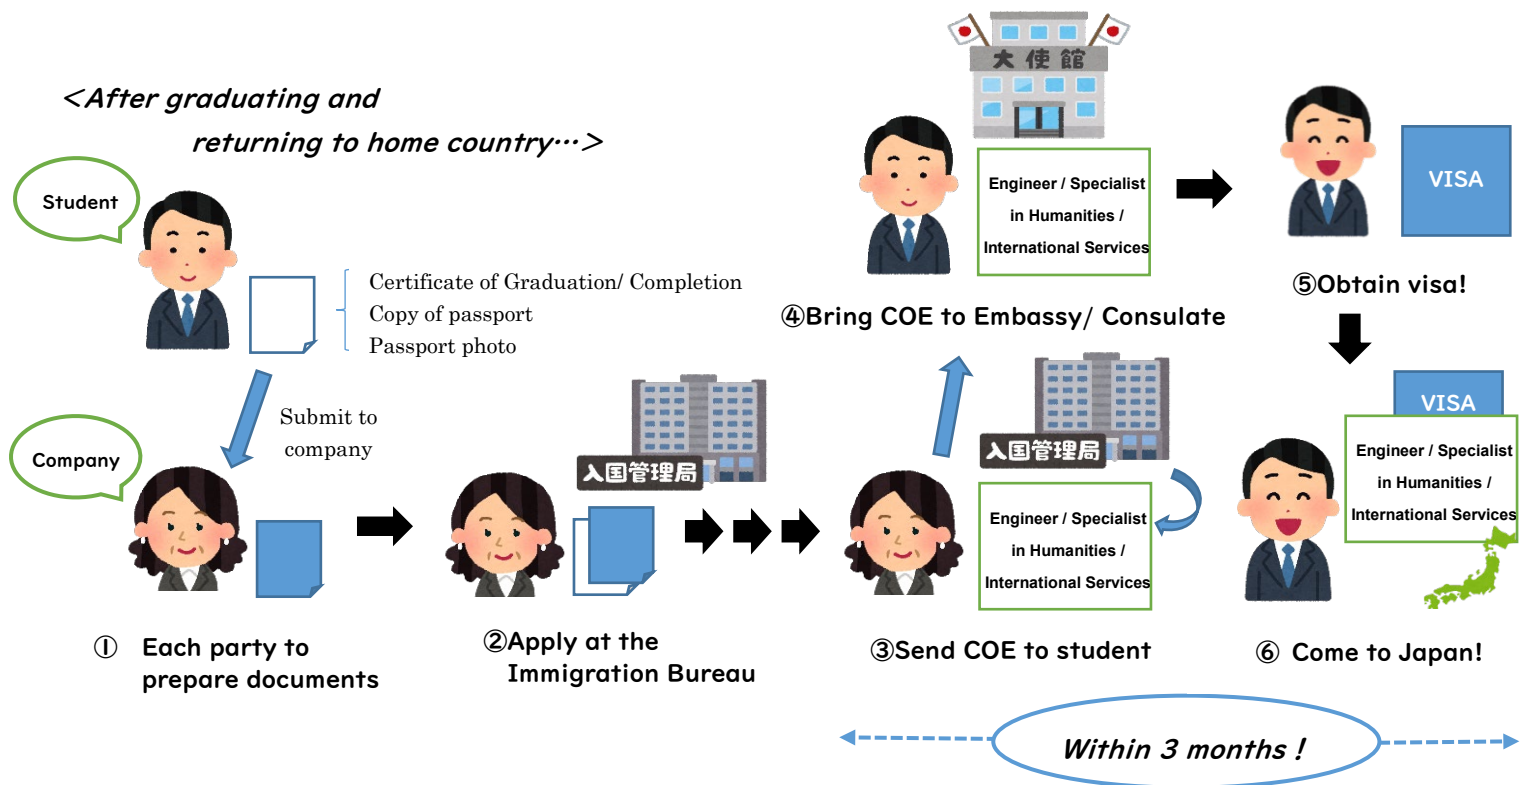 <After graduating and
returning to home country…>
Student
Certificate of Graduation/ Completion
Copy of passport
Passport photo
Submit to
company
Company
① Each party to
prepare documents
入国管理局
②Apply at the
Immigration Bureau
入国管理局
Engineer / Specialist
in Humanities /
International Services
③Send COE to student
大使館
Engineer / Specialist
in Humanities /
International Services
④Bring COE to Embassy/ Consulate
VISA
⑤Obtain visa!
VISA
Engineer / Specialist
in Humanities /
International Services
⑥ Come to Japan!
Within 3 months !